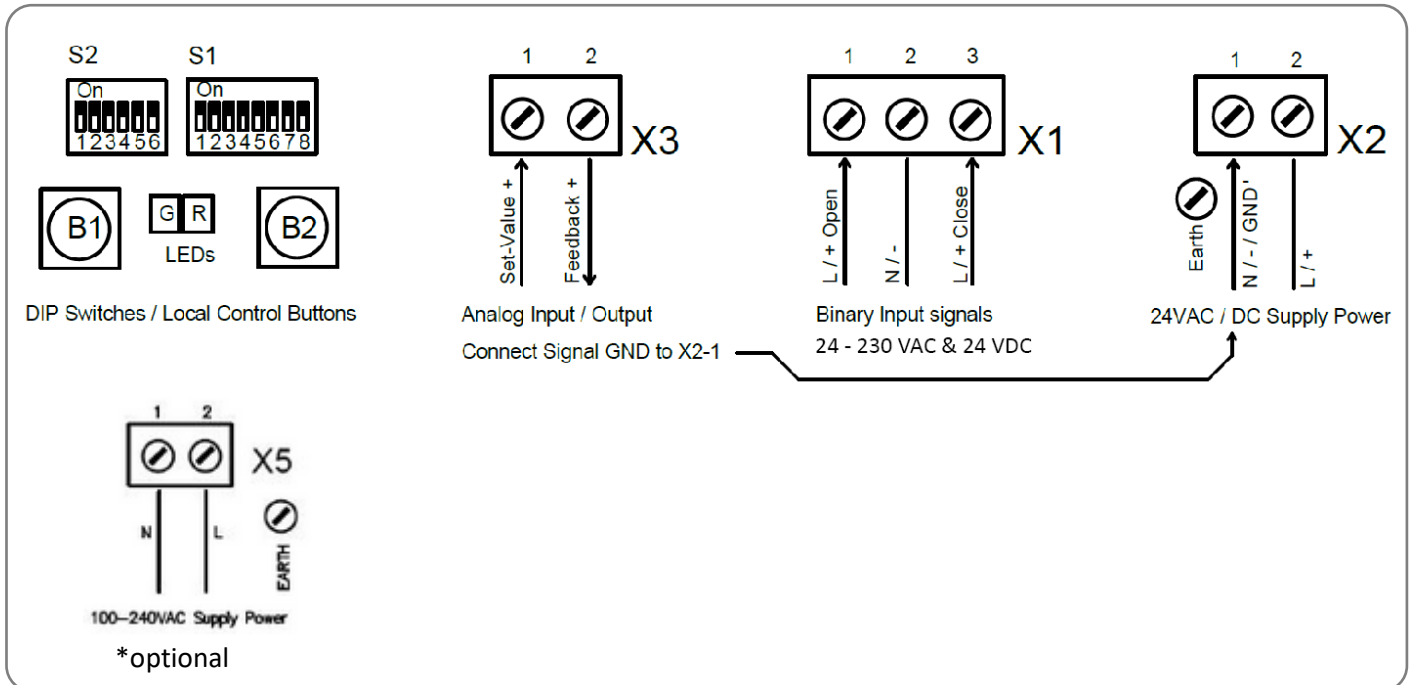 S2 S1
On On
123456 12345678
B1 G R B2
LEDs
DIP Switches / Local Control Buttons
1 2
X3
Set-Value +
Feedback +
Analog Input / Output
Connect Signal GND to X2-1
1 2 3
X1
L / + Open
N / -
L / + Close
Binary Input signals
24 - 230 VAC & 24 VDC
1 2
X2
Earth
N / - / GND'
L / +
24VAC / DC Supply Power
1 2
X5
N
L
EARTH
100–240VAC Supply Power
*optional